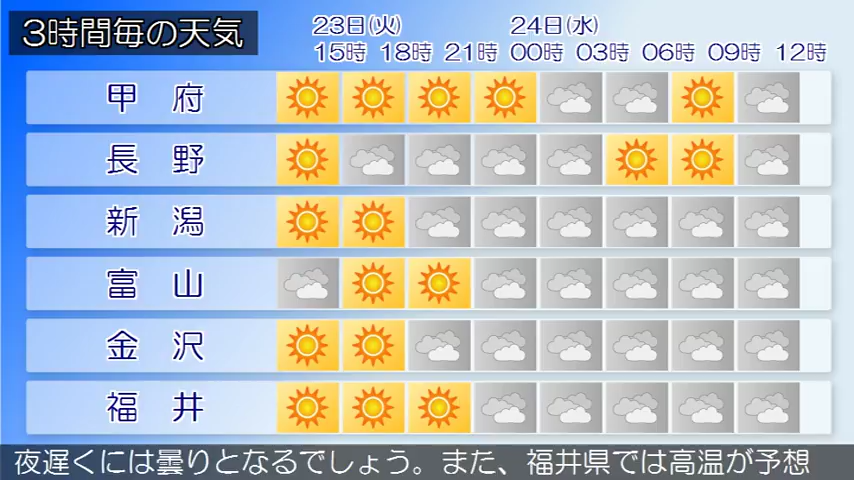 3時間毎の天気
23日(火) 24日(水)
15時 18時 21時 00時 03時 06時 09時 12時
甲府
長野
新潟
富山
金沢
福井
夜遅くには曇りとなるでしょう。また、福井県では高温が予想